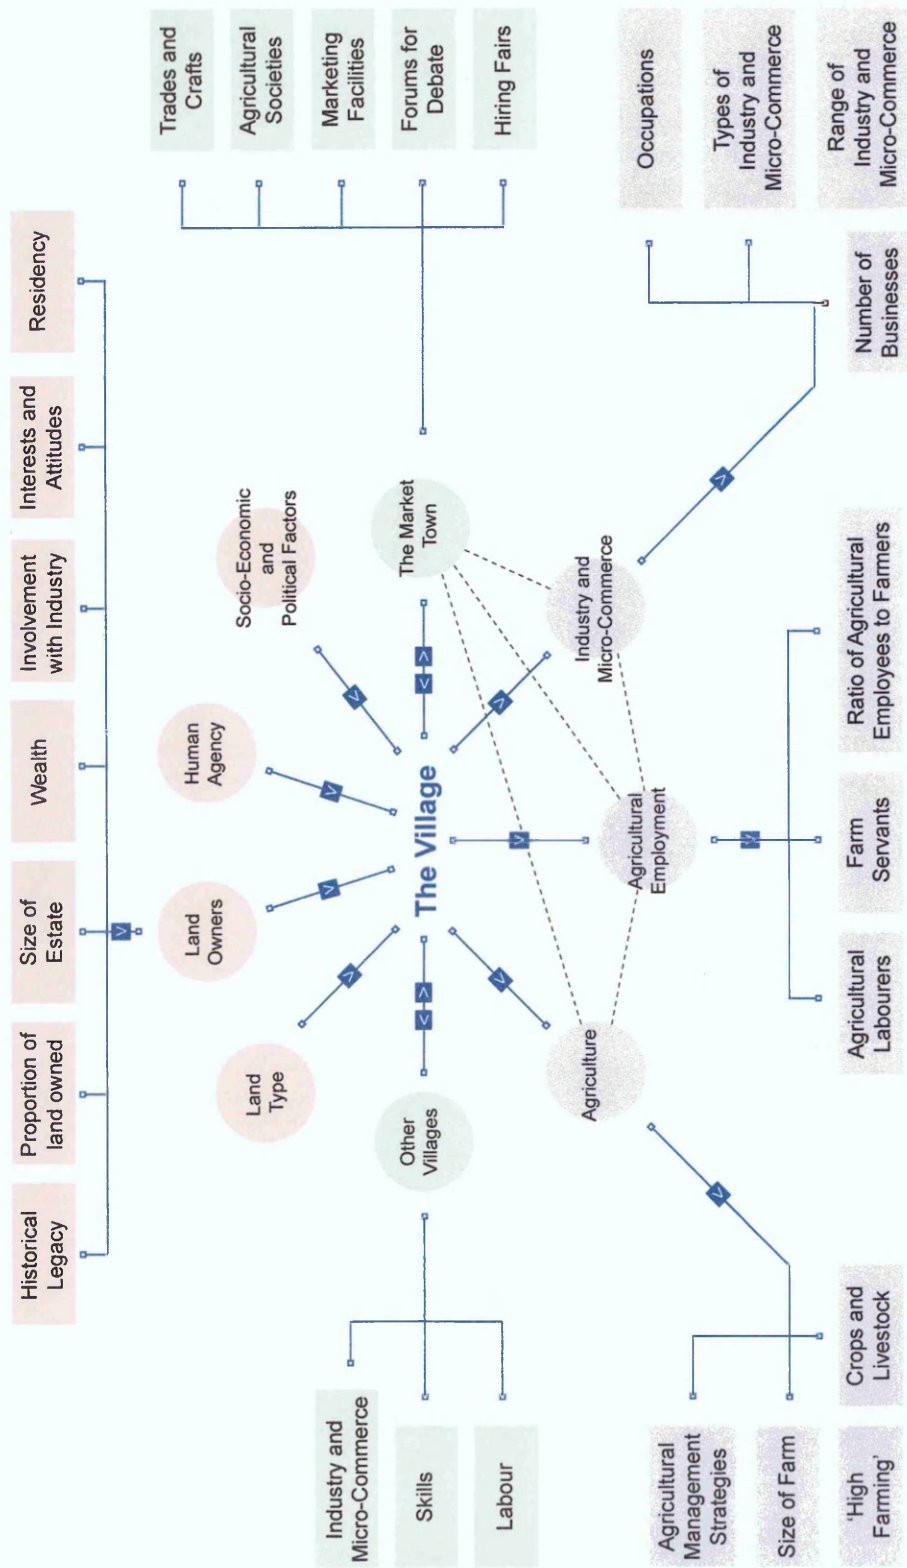 Historical
Legacy
Proportion of
land owned
Size of
Estate
Wealth
Involvement
with Industry
Interests and
Attitudes
Residency
Land
Type
Land
Owners
Human
Agency
Socio-Economic
and
Political Factors
Industry and
Micro-Commerce
Skills
Labour
Other
Villages
The Village
The Market
Town
Trades and
Crafts
Agricultural
Societies
Marketing
Facilities
Forums for
Debate
Hiring Fairs
Agriculture
Agricultural
Employment
Industry and
Micro-Commerce
Agricultural
Management
Strategies
Size of Farm
'High
Farming'
Crops and
Livestock
Agricultural
Labourers
Farm
Servants
Ratio of Agricultural
Employees to Farmers
Number of
Businesses
Occupations
Types of
Industry and
Micro-Commerce
Range of
Industry and
Micro-Commerce